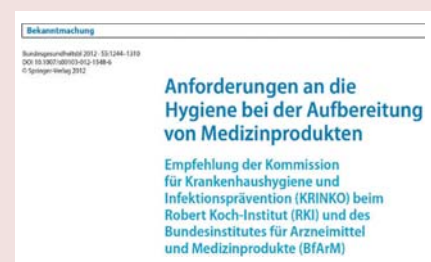 Bekanntmachung
Bundesgesundheitsbl 2012 · 55:1244–1310
DOI 10.1007/s00103-012-1548-6
© Springer-Verlag 2012
Anforderungen an die
Hygiene bei der Aufbereitung
von Medizinprodukten
Empfehlung der Kommission
für Krankenhaushygiene und
Infektionsprävention (KRINKO) beim
Robert Koch-Institut (RKI) und des
Bundesinstitutes für Arzneimittel
und Medizinprodukte (BfArM)